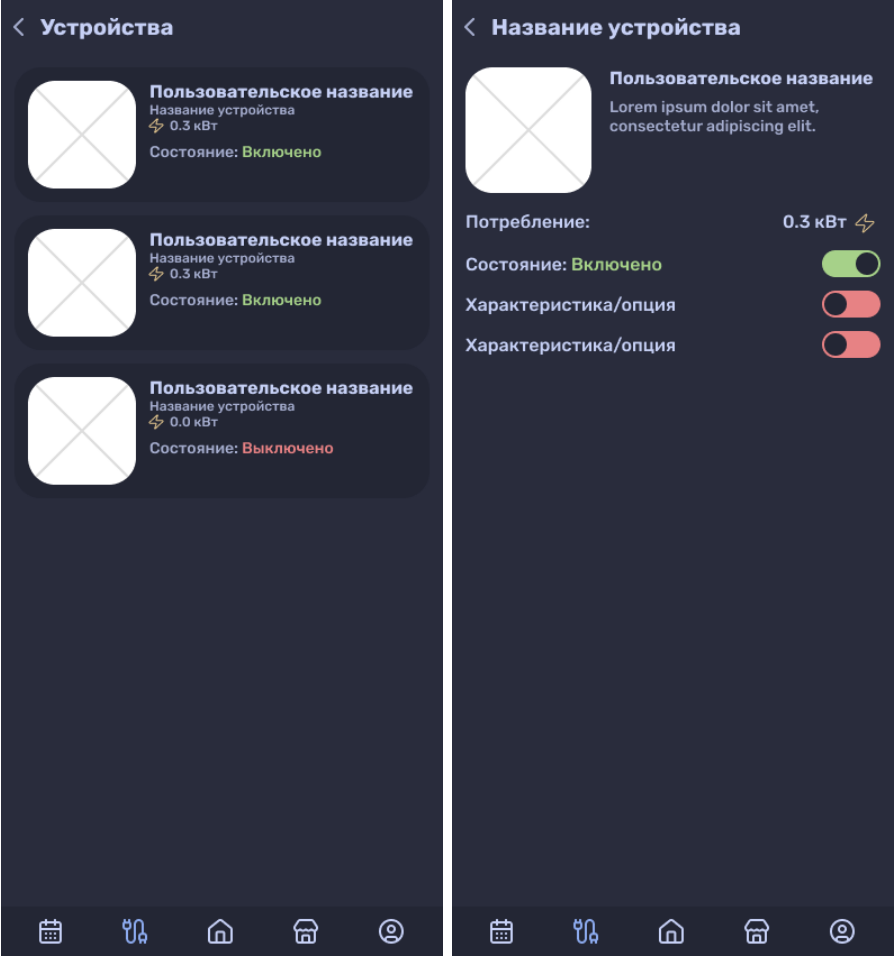 Устройства
Пользовательское название
Название устройства
0.3 кВт
Состояние: Включено
Пользовательское название
Название устройства
0.3 кВт
Состояние: Включено
Пользовательское название
Название устройства
0.0 кВт
Состояние: Выключено
Название устройства
Пользовательское название
Lorem ipsum dolor sit amet,
consectetur adipiscing elit.
Потребление: 0.3 кВт
Состояние: Включено
Характеристика/опция
Характеристика/опция